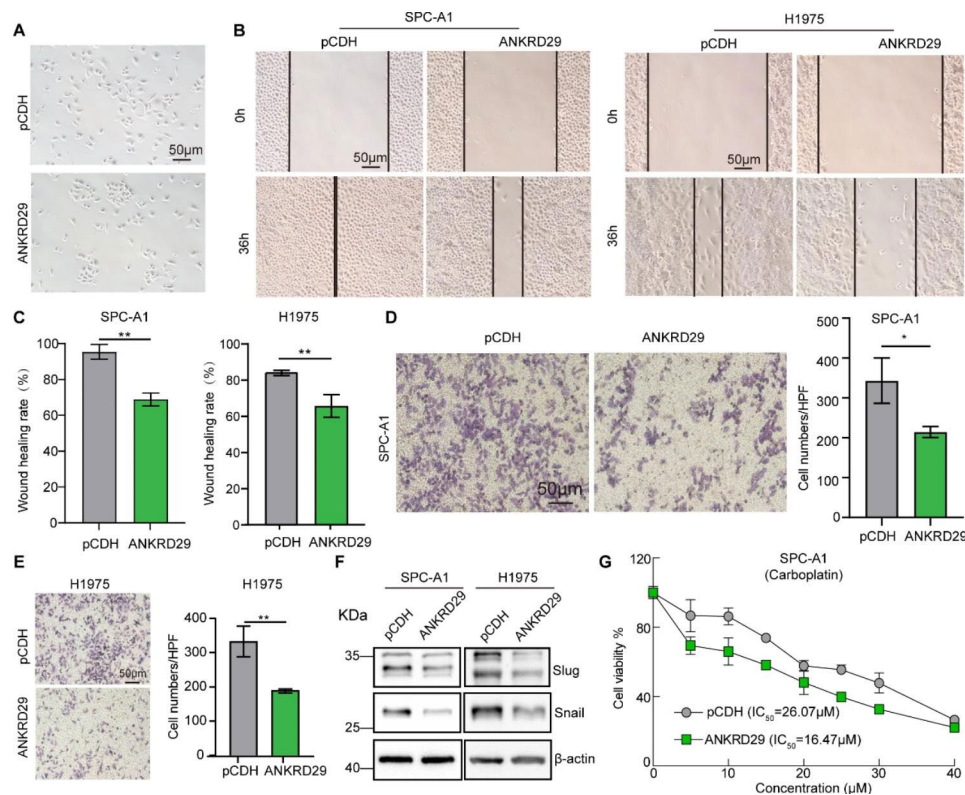 A
pCDH
50μm
ANKRD29
B
SPC-A1
H1975
pCDH
ANKRD29
pCDH
ANKRD29
0h
50μm
0h
50μm
36h
36h
C
SPC-A1
**
Wound healing rate (%)
100
80
60
40
20
0
pCDH ANKRD29
H1975
**
Wound healing rate (%)
100
80
60
40
20
0
pCDH ANKRD29
D
pCDH
ANKRD29
SPC-A1
50μm
SPC-A1
*
Cell numbers/HPF
500
400
300
200
100
0
pCDH ANKRD29
E
H1975
pCDH
50μm
ANKRD29
H1975
**
Cell numbers/HPF
400
300
200
100
0
pCDH ANKRD29
F
SPC-A1 H1975
KDa
pCDH
ANKRD29
pCDH
ANKRD29
35
Slug
Snail
25
β-actin
40
G
SPC-A1
(Carboplatin)
Cell viability %
120
80
40
0
pCDH (IC50=26.07μM)
ANKRD29 (IC50=16.47μM)
0 10 20 30 40
Concentration (μM)